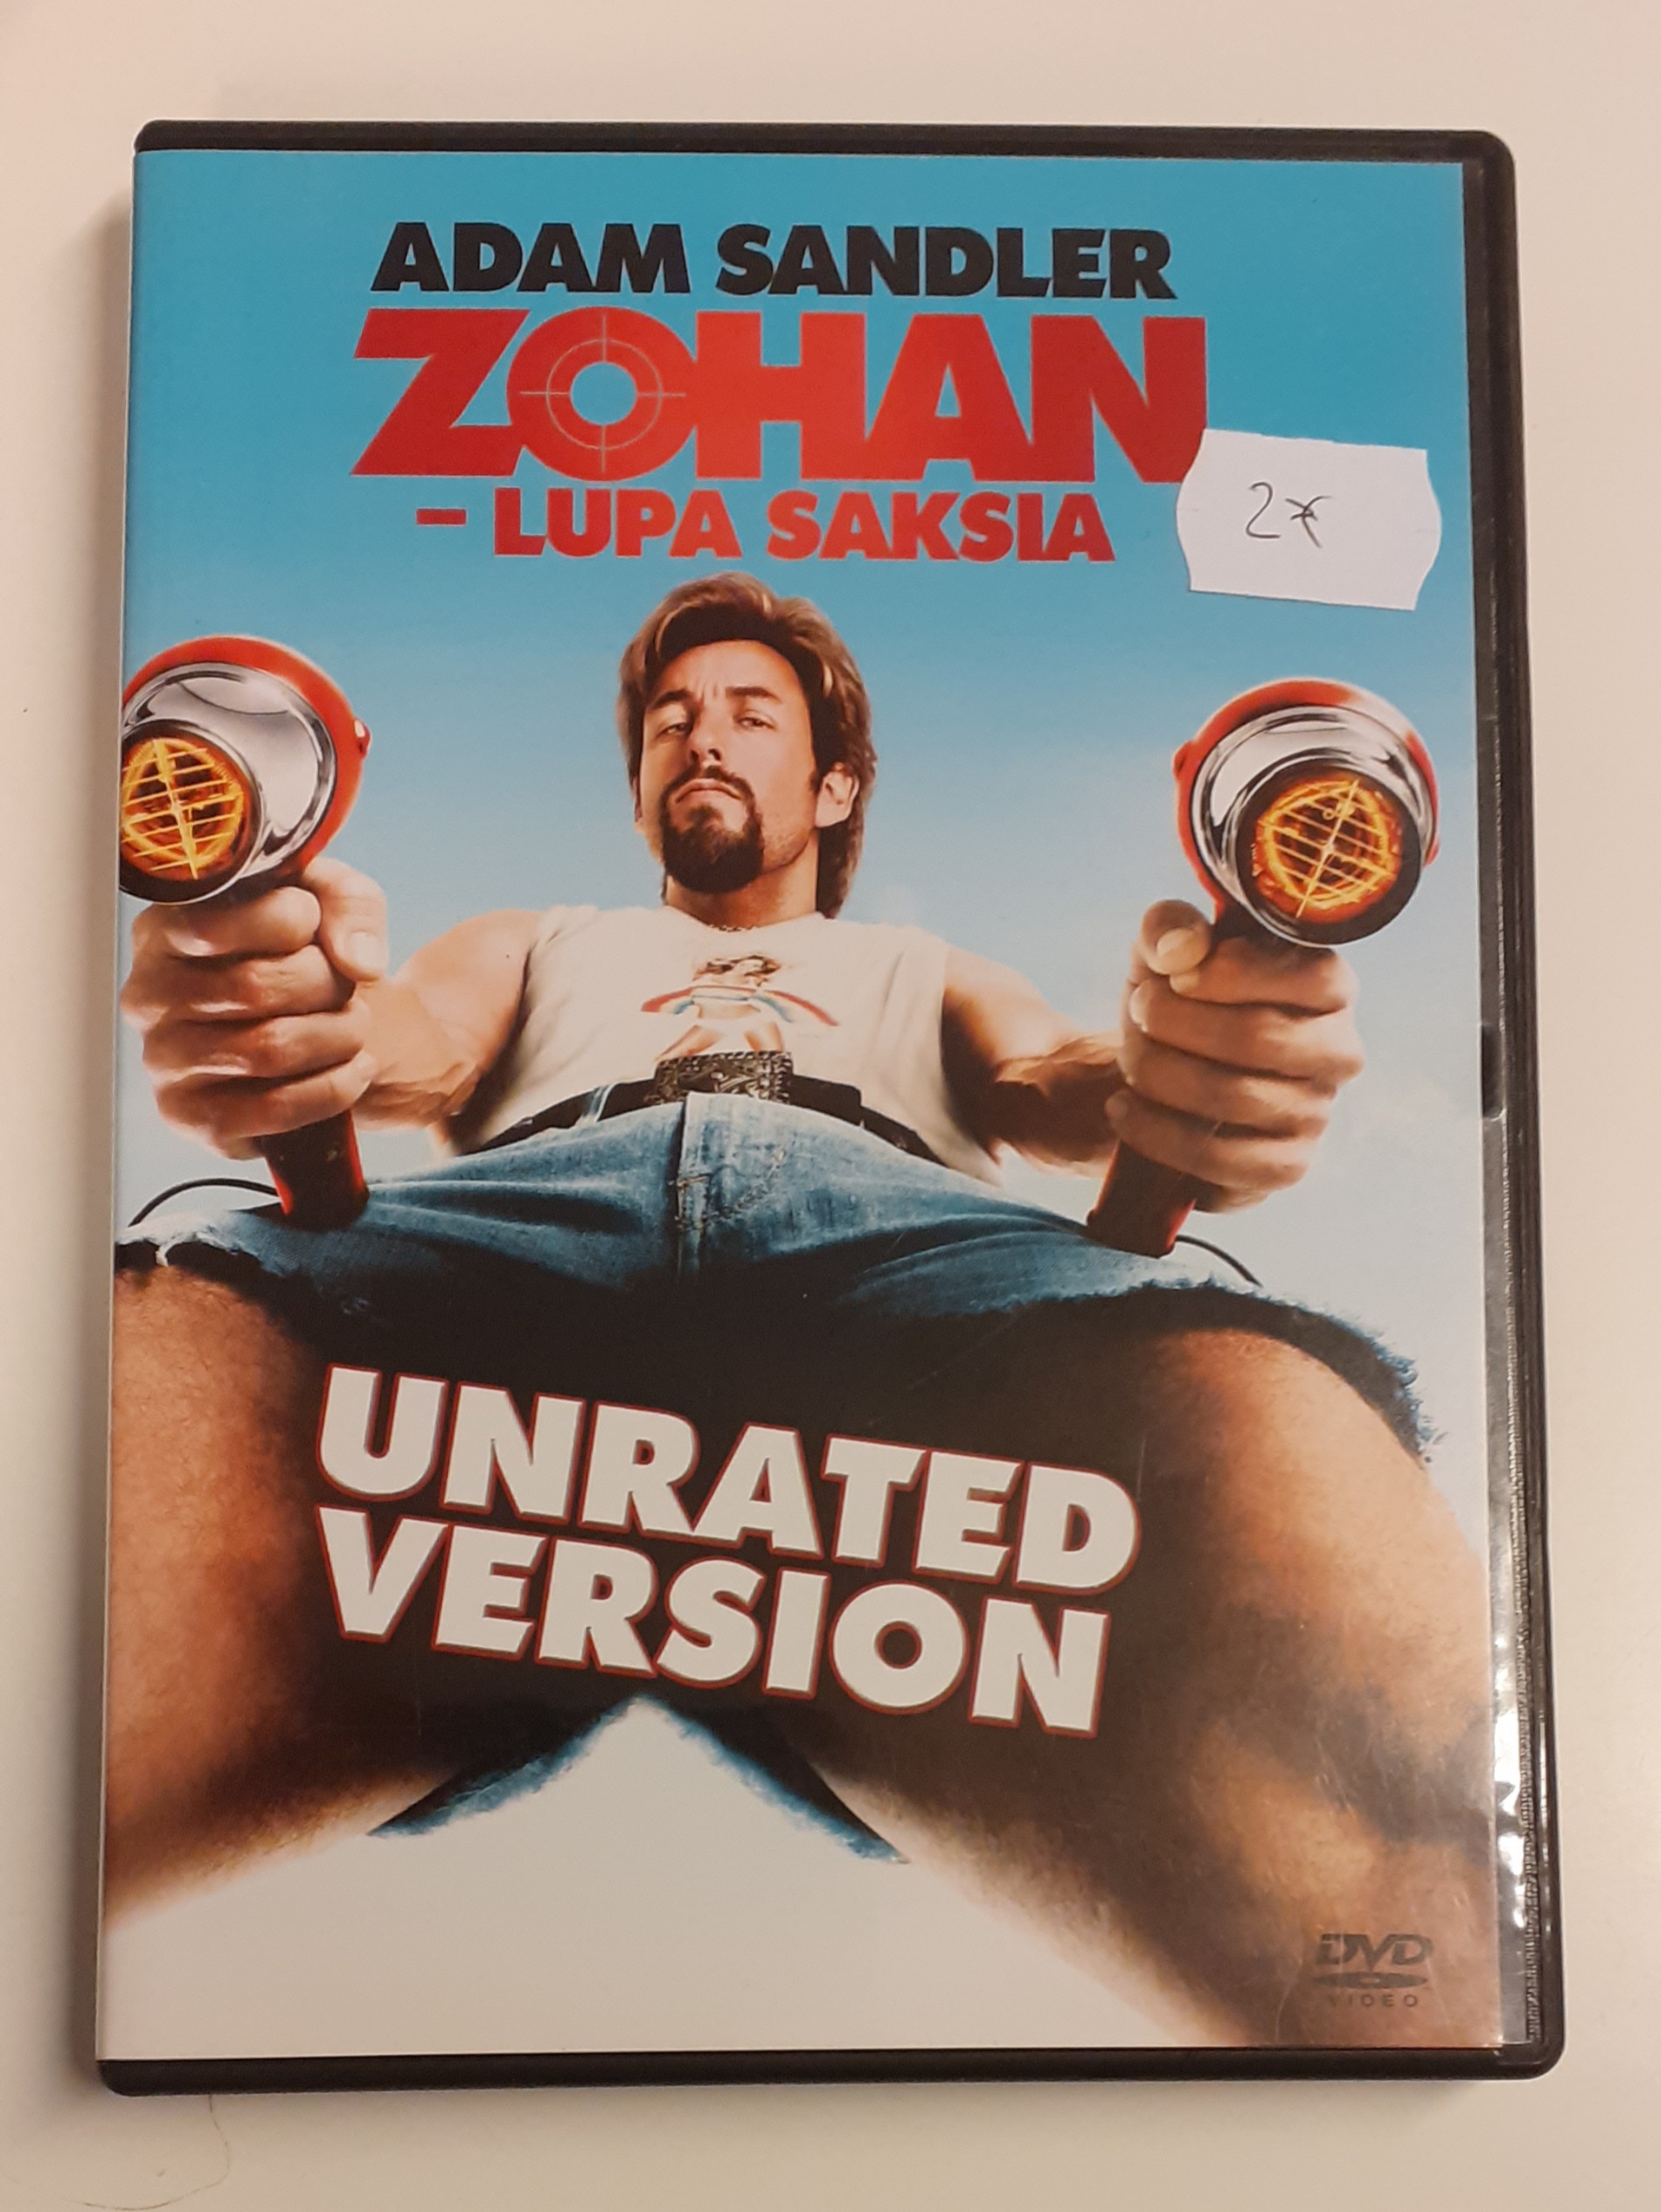 ADAM SANDLER
ZOHAN
- LUPA SAKSIA
2€
UNRATED
VERSION
DVD
VIDEO